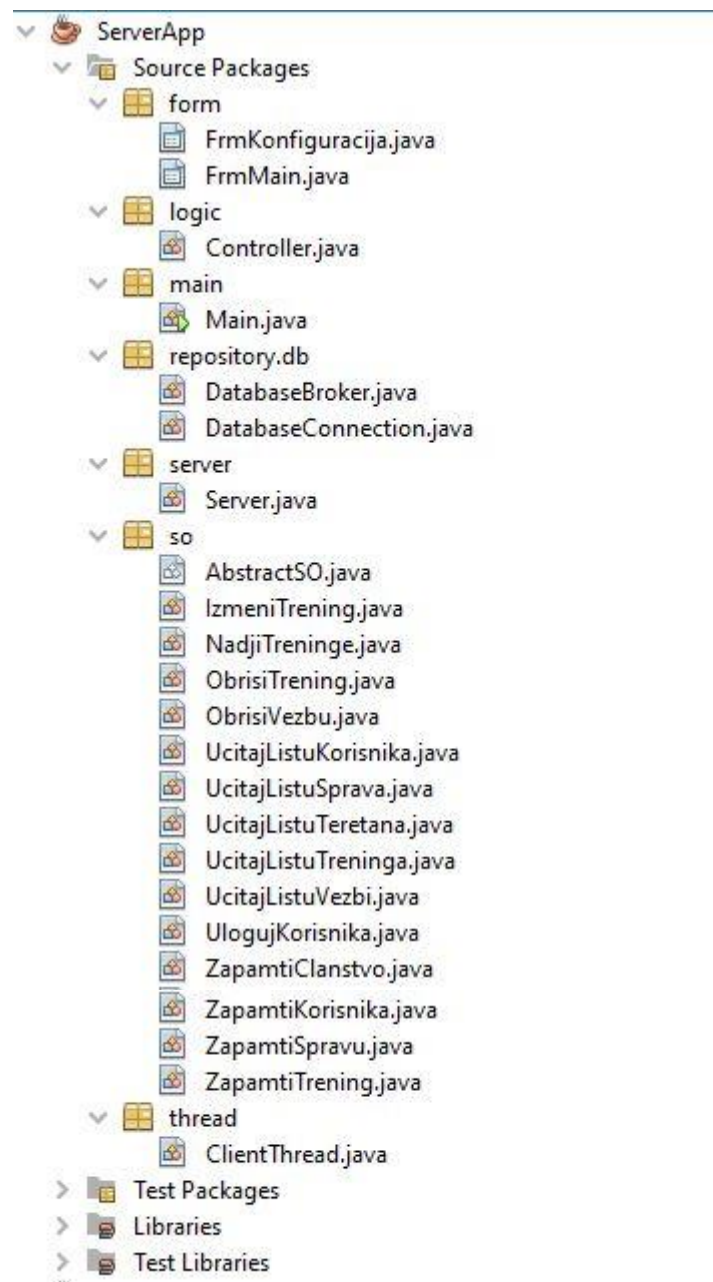 ServerApp
Source Packages
form
FrmKonfiguracija.java
FrmMain.java
logic
Controller.java
main
Main.java
repository.db
DatabaseBroker.java
DatabaseConnection.java
server
Server.java
so
AbstractSO.java
IzmeniTrening.java
NadjiTreninge.java
ObrisiTrening.java
ObrisiVezbu.java
UcitajListuKorisnika.java
UcitajListuSprava.java
UcitajListuTeretana.java
UcitajListuTreninga.java
UcitajListuVezbi.java
UlogujKorisnika.java
ZapamtiClanstvo.java
ZapamtiKorisnika.java
ZapamtiSpravu.java
ZapamtiTrening.java
thread
ClientThread.java
Test Packages
Libraries
Test Libraries